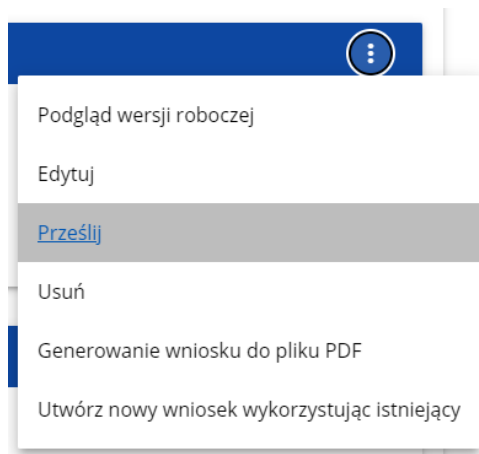 Podgląd wersji roboczej
Edytuj
Prześlij
Usuń
Generowanie wniosku do pliku PDF
Utwórz nowy wniosek wykorzystując istniejący